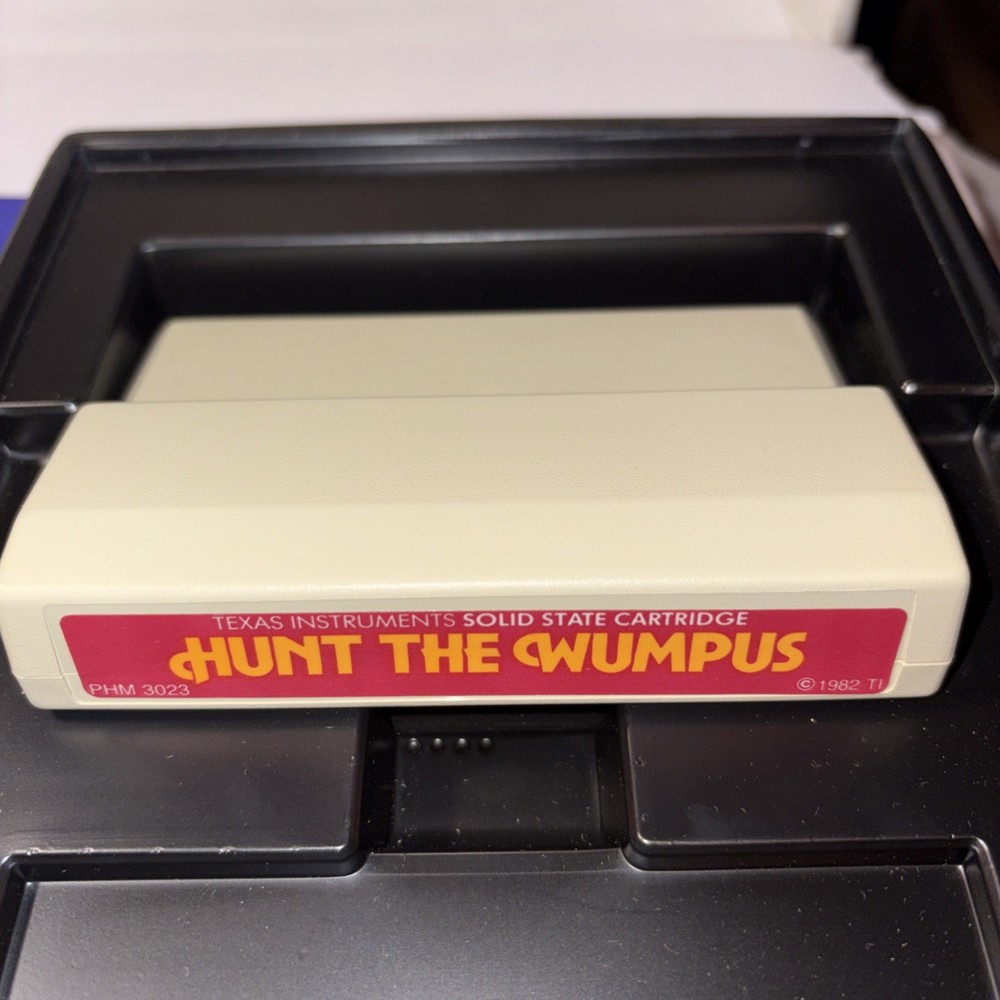 TEXAS INSTRUMENTS SOLID STATE CARTRIDGE
HUNT THE WUMPUS
PHM 3023
© 1982 TI